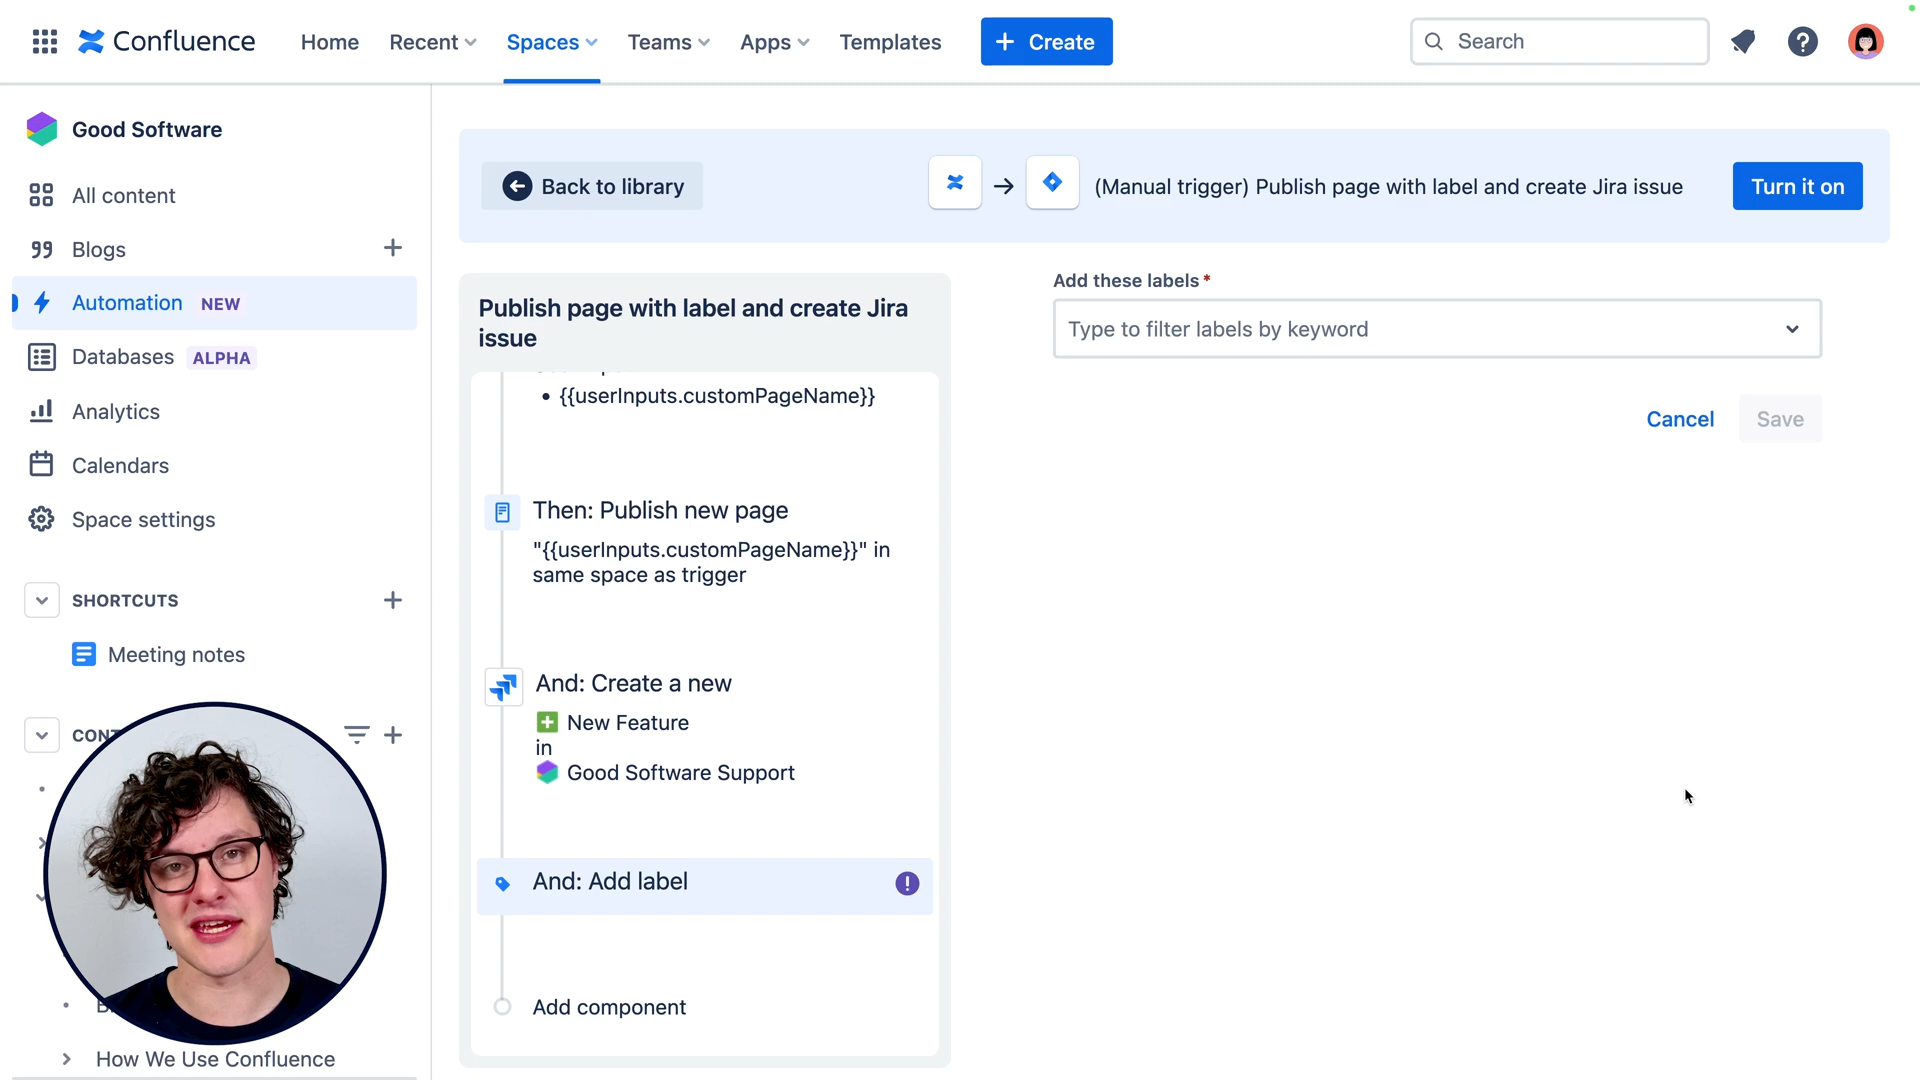 Confluence
Home
Recent
Spaces
Teams
Apps
Templates
Create
Search
Good Software
All content
Blogs
Automation NEW
Databases ALPHA
Analytics
Calendars
Space settings
SHORTCUTS
Meeting notes
How We Use Confluence
Back to library
(Manual trigger) Publish page with label and create Jira issue
Turn it on
Publish page with label and create Jira
issue
• {{userInputs.customPageName}}
Then: Publish new page
"{{userInputs.customPageName}}" in
same space as trigger
And: Create a new
New Feature
in
Good Software Support
And: Add label
Add component
Add these labels *
Type to filter labels by keyword
Cancel
Save